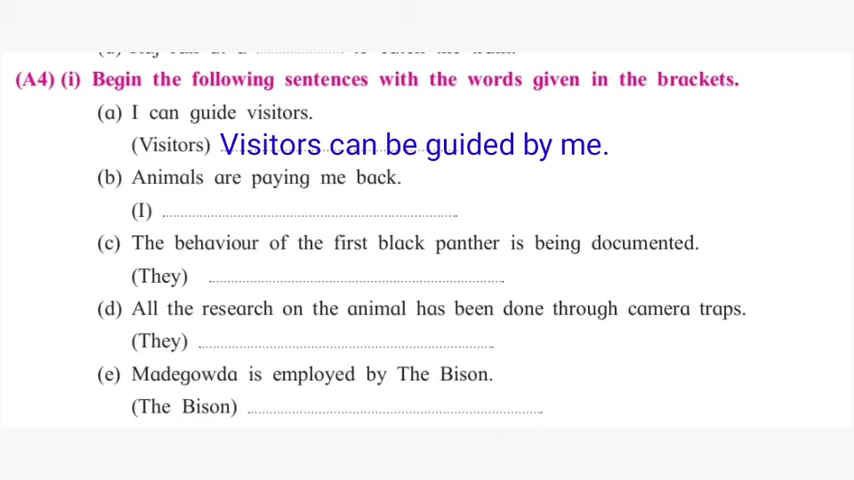 (A4) (i) Begin the following sentences with the words given in the brackets.
(a) I can guide visitors.
(Visitors) Visitors can be guided by me.
(b) Animals are paying me back.
(I) ........................
(c) The behaviour of the first black panther is being documented.
(They) ........................
(d) All the research on the animal has been done through camera traps.
(They) ........................
(e) Madegowda is employed by The Bison.
(The Bison) ........................